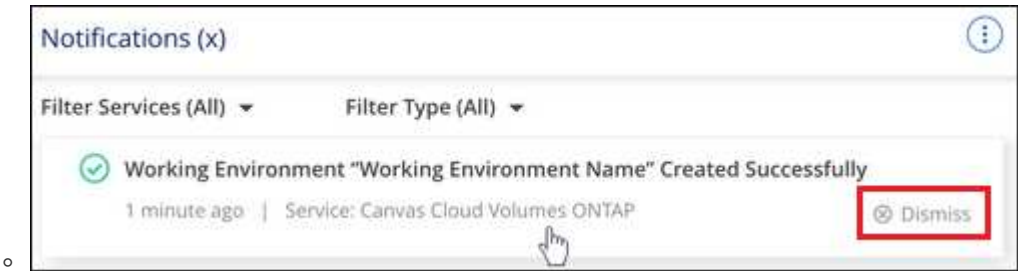 Notifications (x)
Filter Services (All) Filter Type (All)
Working Environment “Working Environment Name” Created Successfully
1 minute ago | Service: Canvas Cloud Volumes ONTAP Dismiss